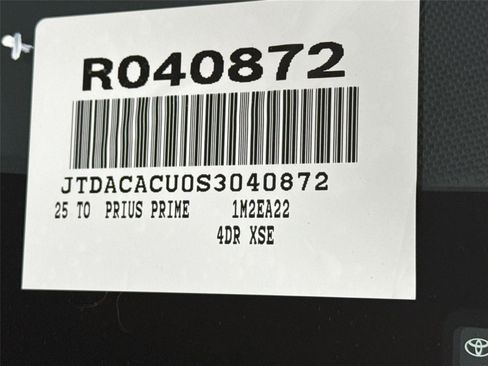 R040872
JTDACACU0S3040872
25 TO PRIUS PRIME 1M2EA22
4DR XSE